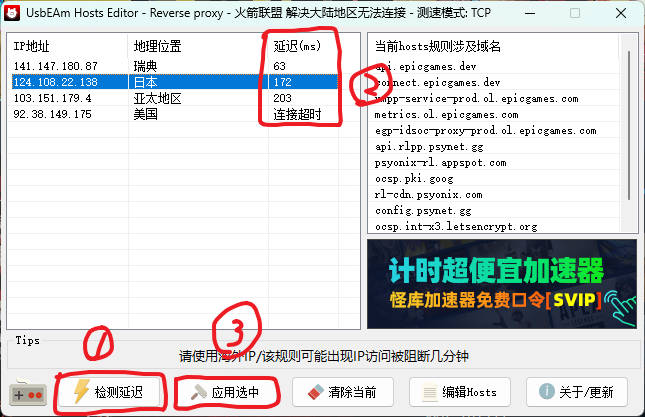 UsbEAm Hosts Editor - Reverse proxy - 火箭联盟 解决大陆地区无法连接 - 测速模式: TCP
IP地址 地理位置 延迟(ms)
141.147.180.87 瑞典 63
124.108.22.138 日本 172
103.151.179.4 亚太地区 203
92.38.149.175 美国 连接超时
②
当前hosts规则涉及域名
api.epicgames.dev
connect.epicgames.dev
xmpp-service-prod.ol.epicgames.com
metrics.ol.epicgames.com
egp-idsoc-proxy-prod.ol.epicgames.com
api.rlpp.psynet.gg
psyonix-rl.appspot.com
ocsp.pki.goog
rl-cdn.psyonix.com
config.psynet.gg
ocsp.int-x3.letsencrypt.org
计时超便宜加速器
怪库加速器免费口令[SVIP]
Tips
请使用海外IP/该规则可能出现IP访问被阻断几分钟
① ③
检测延迟 应用选中 清除当前 编辑Hosts 关于/更新